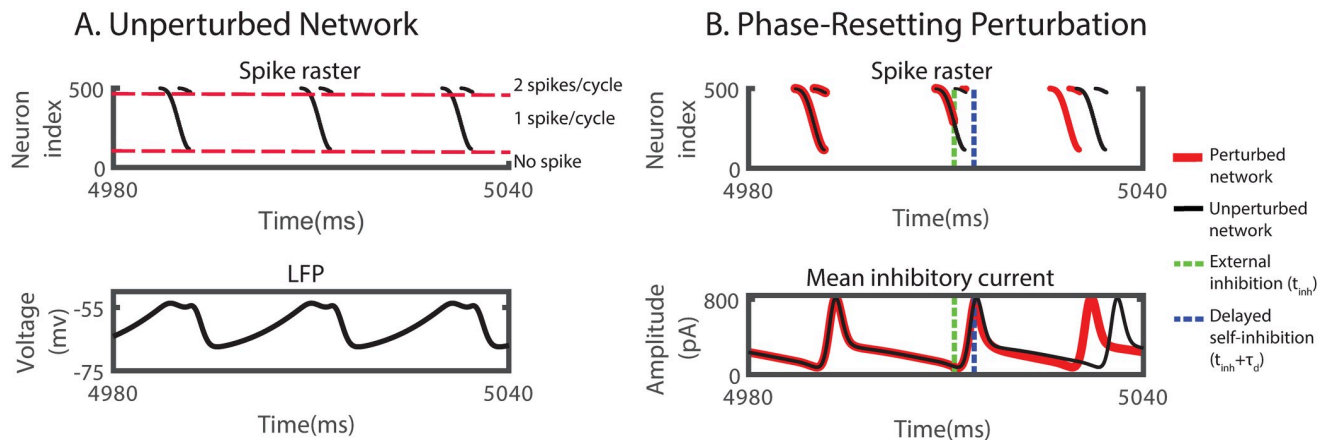 A. Unperturbed Network
Spike raster
Neuron
index
500
0
2 spikes/cycle
1 spike/cycle
No spike
4980
5040
Time(ms)
LFP
Voltage
(mv)
-55
-75
4980
5040
Time(ms)
B. Phase-Resetting Perturbation
Spike raster
Neuron
index
500
0
4980
5040
Time(ms)
Mean inhibitory current
Amplitude
(pA)
800
0
4980
5040
Time(ms)
Perturbed
network
Unperturbed
network
External
inhibition (t_inh)
Delayed
self-inhibition
(t_inh+τ_d)